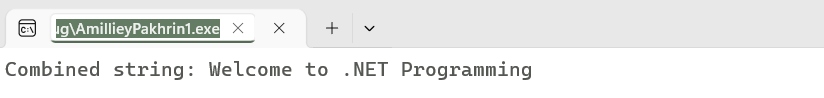 ug\AmillieyPakhrin1.exe
Combined string: Welcome to .NET Programming